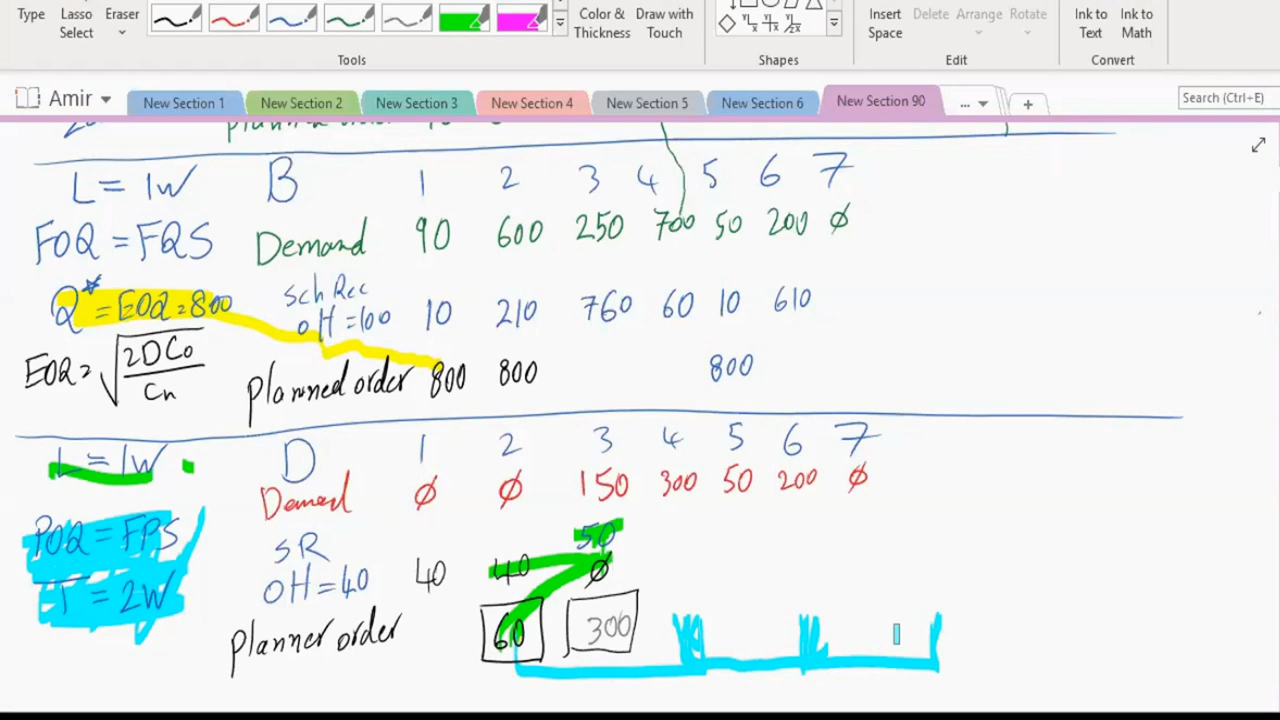 Type Lasso Select Eraser Color & Thickness Draw with Touch Insert Space Delete Arrange Rotate Ink to Text Ink to Math
Tools Shapes Edit Convert
Amir New Section 1 New Section 2 New Section 3 New Section 4 New Section 5 New Section 6 New Section 90 ... + Search (Ctrl+E)
L = 1W B 1 2 3 4 5 6 7
FOQ = FQS Demand 90 600 250 700 50 200 ∅
Sch Rec
Q* = EOQ = 800 OH = 100 10 210 760 60 10 610
EOQ = √(2DCo / Cn) planned order 800 800 800
L = 1W D 1 2 3 4 5 6 7
Demad ∅ ∅ 150 300 50 200 ∅
POQ = FPS SR 50
T = 2W OH = 40 40 40 ∅
planner order 60 300